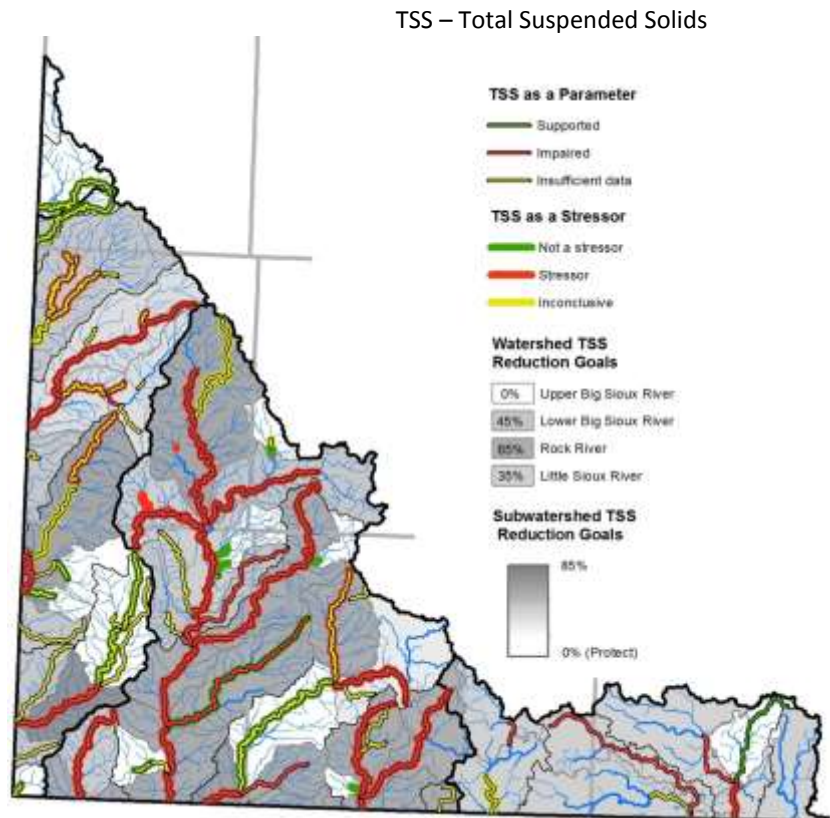 TSS – Total Suspended Solids
TSS as a Parameter
Supported
Impaired
Insufficient data
TSS as a Stressor
Not a stressor
Stressor
Inconclusive
Watershed TSS
Reduction Goals
0% Upper Big Sioux River
45% Lower Big Sioux River
65% Rock River
35% Little Sioux River
Subwatershed TSS
Reduction Goals
85%
0% (Protect)